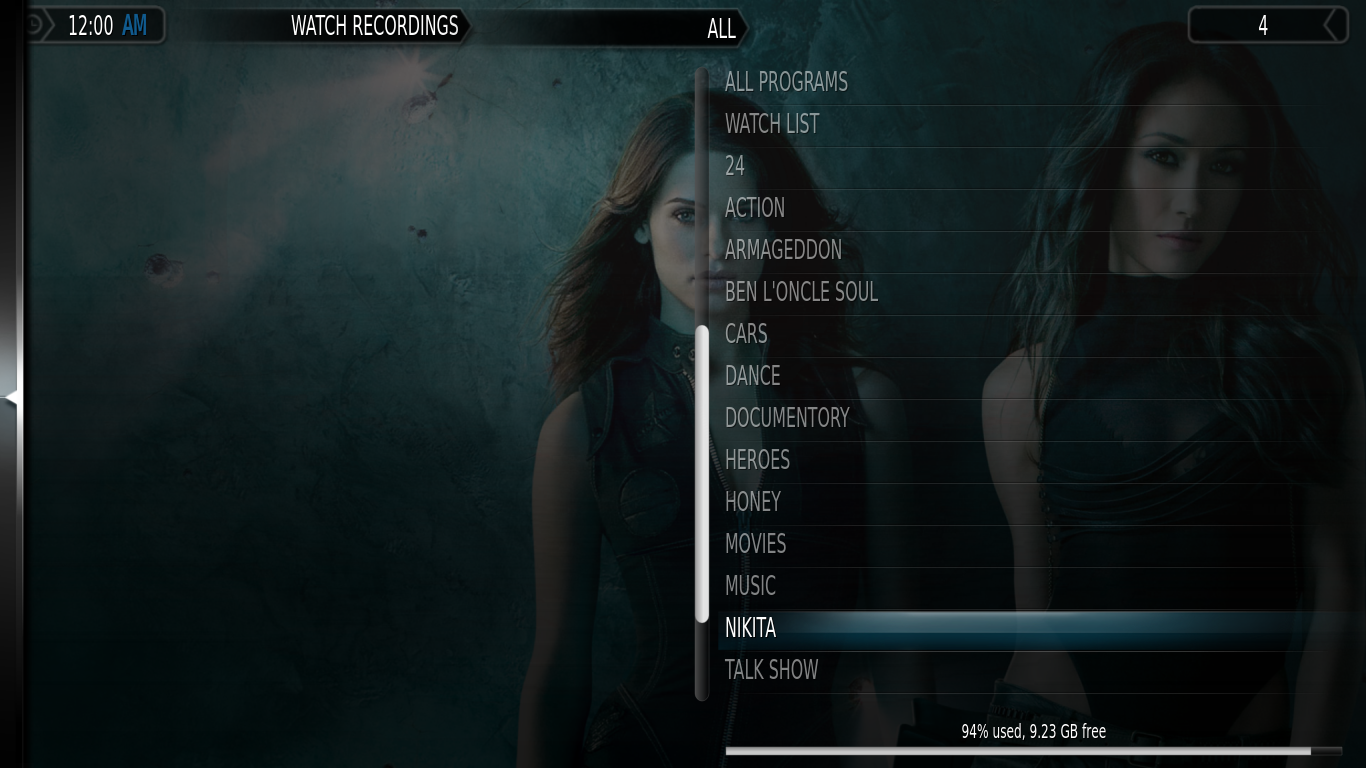 12:00 AM
WATCH RECORDINGS
ALL
4
ALL PROGRAMS
WATCH LIST
24
ACTION
ARMAGEDDON
BEN L'ONCLE SOUL
CARS
DANCE
DOCUMENTORY
HEROES
HONEY
MOVIES
MUSIC
NIKITA
TALK SHOW
94% used, 9.23 GB free